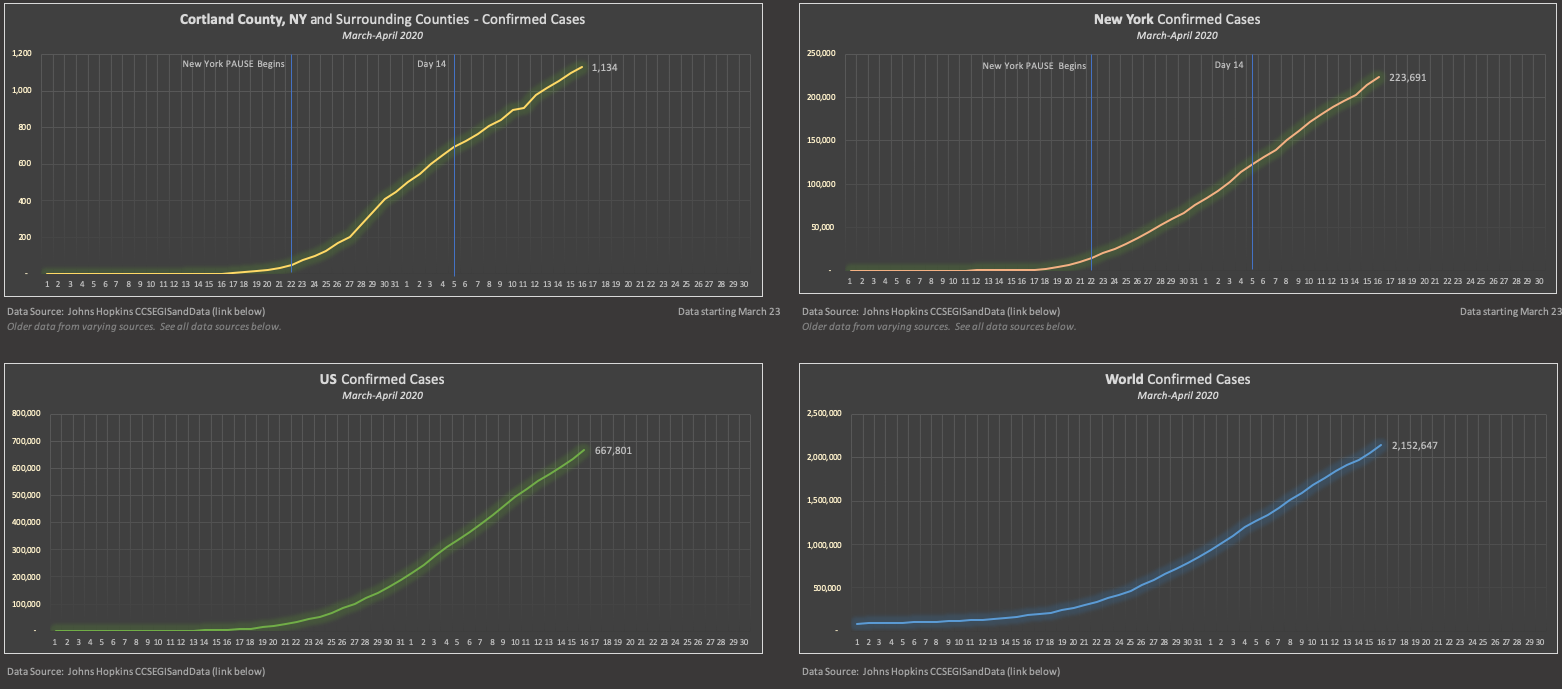 Cortland County, NY and Surrounding Counties - Confirmed Cases
March-April 2020
1,200
1,000
800
600
400
200
-
New York PAUSE Begins
Day 14
1,134
1 2 3 4 5 6 7 8 9 10 11 12 13 14 15 16 17 18 19 20 21 22 23 24 25 26 27 28 29 30 31 1 2 3 4 5 6 7 8 9 10 11 12 13 14 15 16 17 18 19 20 21 22 23 24 25 26 27 28 29 30
Data Source: Johns Hopkins CCSEGISandData (link below)
Data starting March 23
Older data from varying sources. See all data sources below.
New York Confirmed Cases
March-April 2020
250,000
200,000
150,000
100,000
50,000
-
New York PAUSE Begins
Day 14
223,691
1 2 3 4 5 6 7 8 9 10 11 12 13 14 15 16 17 18 19 20 21 22 23 24 25 26 27 28 29 30 31 1 2 3 4 5 6 7 8 9 10 11 12 13 14 15 16 17 18 19 20 21 22 23 24 25 26 27 28 29 30
Data Source: Johns Hopkins CCSEGISandData (link below)
Data starting March 23
Older data from varying sources. See all data sources below.
US Confirmed Cases
March-April 2020
800,000
700,000
600,000
500,000
400,000
300,000
200,000
100,000
-
667,801
1 2 3 4 5 6 7 8 9 10 11 12 13 14 15 16 17 18 19 20 21 22 23 24 25 26 27 28 29 30 31 1 2 3 4 5 6 7 8 9 10 11 12 13 14 15 16 17 18 19 20 21 22 23 24 25 26 27 28 29 30
Data Source: Johns Hopkins CCSEGISandData (link below)
World Confirmed Cases
March-April 2020
2,500,000
2,000,000
1,500,000
1,000,000
500,000
-
2,152,647
1 2 3 4 5 6 7 8 9 10 11 12 13 14 15 16 17 18 19 20 21 22 23 24 25 26 27 28 29 30 31 1 2 3 4 5 6 7 8 9 10 11 12 13 14 15 16 17 18 19 20 21 22 23 24 25 26 27 28 29 30
Data Source: Johns Hopkins CCSEGISandData (link below)